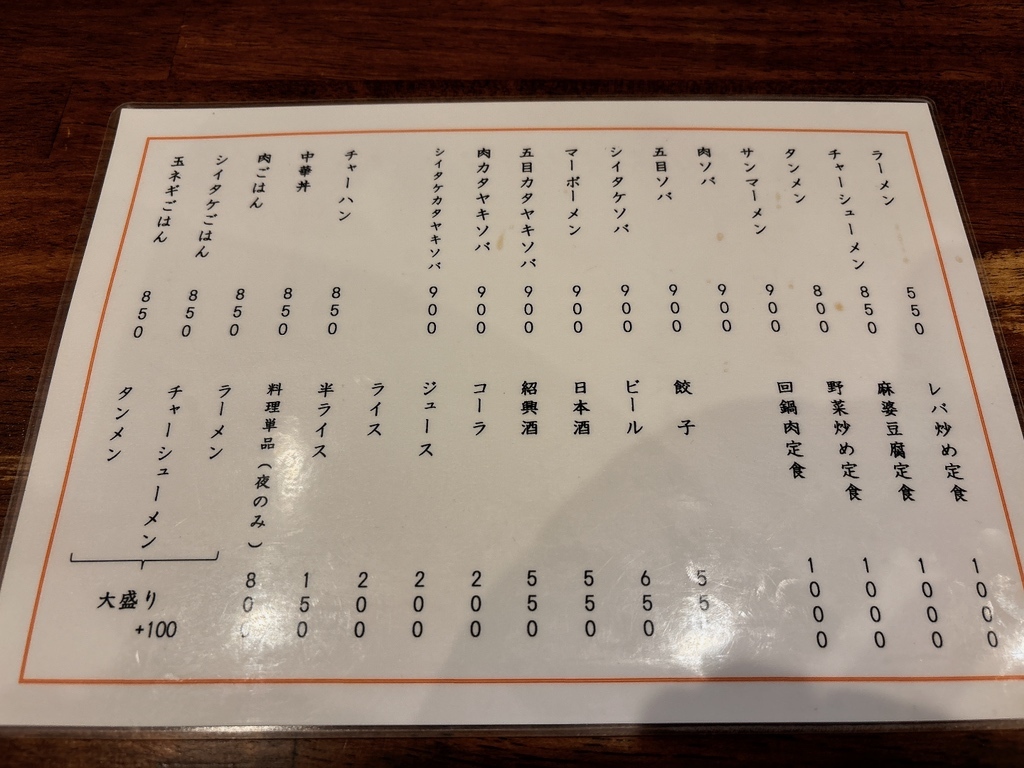 ラーメン 550
チャーシューメン 850
タンメン 800
サンマーメン 900
肉ソバ 900
五目ソバ 900
シイタケソバ 900
マーボーメン 900
五目カタヤキソバ 900
肉カタヤキソバ 900
シイタケカタヤキソバ 900
チャーハン 850
中華丼 850
肉ごはん 850
シイタケごはん 850
玉ネギごはん 850
レバ炒め定食 1000
麻婆豆腐定食 1000
野菜炒め定食 1000
回鍋肉定食 1000
餃子 55
ビール 650
日本酒 550
紹興酒 550
コーラ 200
ジュース 200
ライス 200
半ライス 150
料理単品(夜のみ) 800
ラーメン
チャーシューメン
タンメン
大盛り
+100